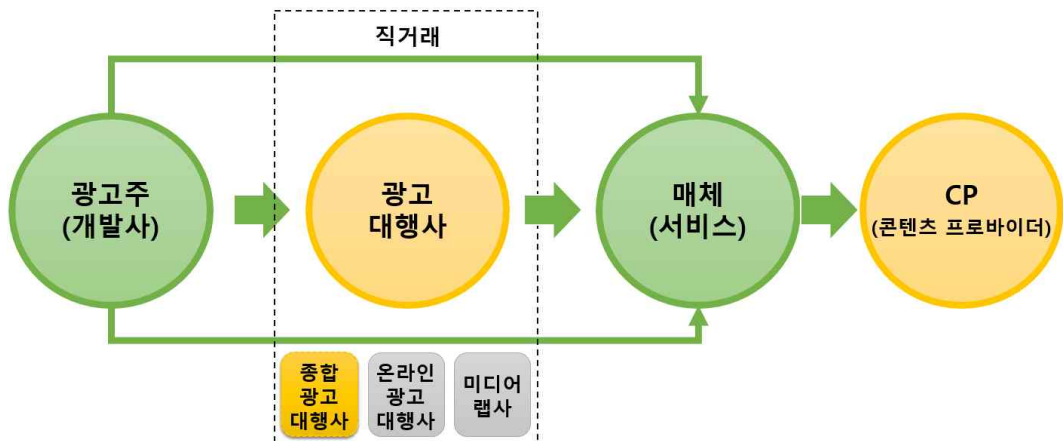 직거래
광고주
(개발사)
광고
대행사
매체
(서비스)
CP
(콘텐츠 프로바이더)
종합
광고
대행사
온라인
광고
대행사
미디어
랩사